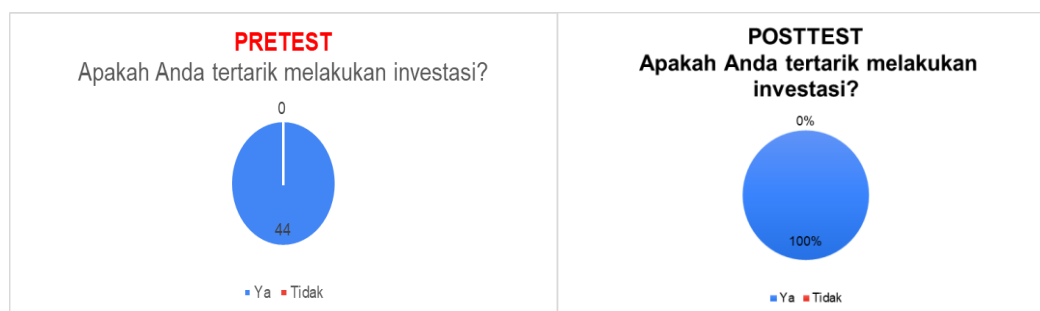 PRETEST
Apakah Anda tertarik melakukan investasi?
0
44
Ya Tidak
POSTTEST
Apakah Anda tertarik melakukan
investasi?
0%
100%
Ya Tidak